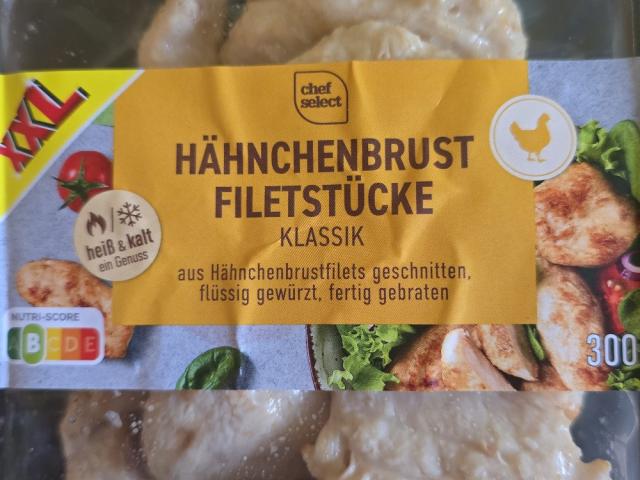 XXL
chef
select
HÄHNCHENBRUST
FILETSTÜCKE
KLASSIK
aus Hähnchenbrustfilets geschnitten,
flüssig gewürzt, fertig gebraten
heiß & kalt
ein Genuss
NUTRI-SCORE
ABCDE
300